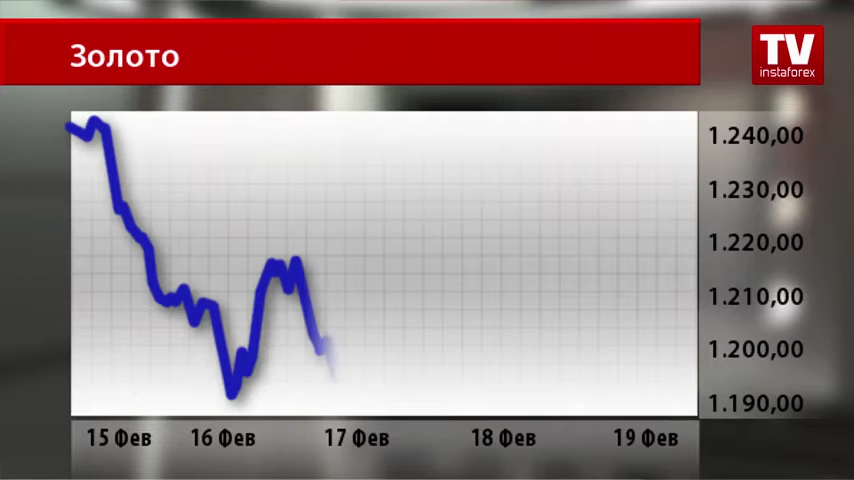 Золото
TV
instaforex
1.240,00
1.230,00
1.220,00
1.210,00
1.200,00
1.190,00
15 Фев 16 Фев 17 Фев 18 Фев 19 Фев